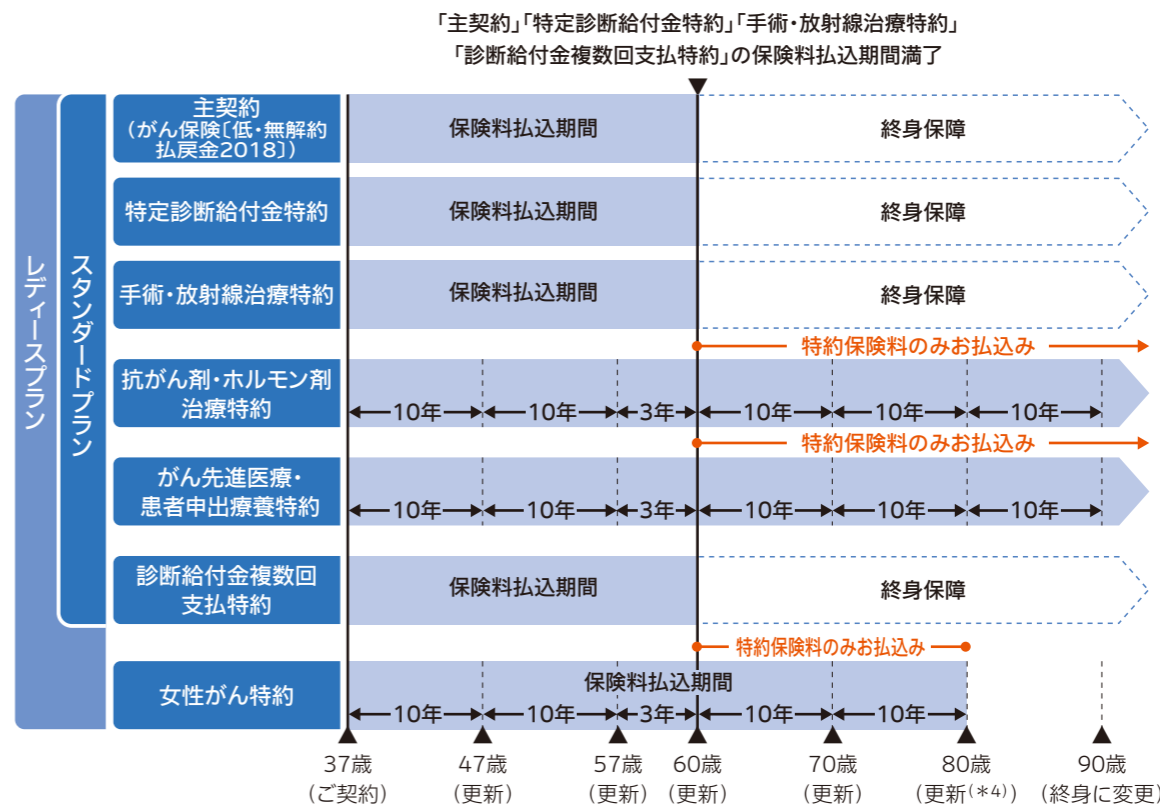 「主契約」「特定診断給付金特約」「手術・放射線治療特約」
「診断給付金複数回支払特約」の保険料払込期間満了
レディースプラン
スタンダードプラン
主契約
(がん保険〔低・無解約
払戻金2018〕)
保険料払込期間
終身保障
特定診断給付金特約
保険料払込期間
終身保障
手術・放射線治療特約
保険料払込期間
終身保障
特約保険料のみお払込み
抗がん剤・ホルモン剤
治療特約
10年 10年 3年 10年 10年 10年
特約保険料のみお払込み
がん先進医療・
患者申出療養特約
10年 10年 3年 10年 10年 10年
診断給付金複数回
支払特約
保険料払込期間
終身保障
特約保険料のみお払込み
女性がん特約
保険料払込期間
10年 10年 3年 10年 10年
37歳 47歳 57歳 60歳 70歳 80歳 90歳
(ご契約) (更新) (更新) (更新) (更新) (更新(*4)) (終身に変更)